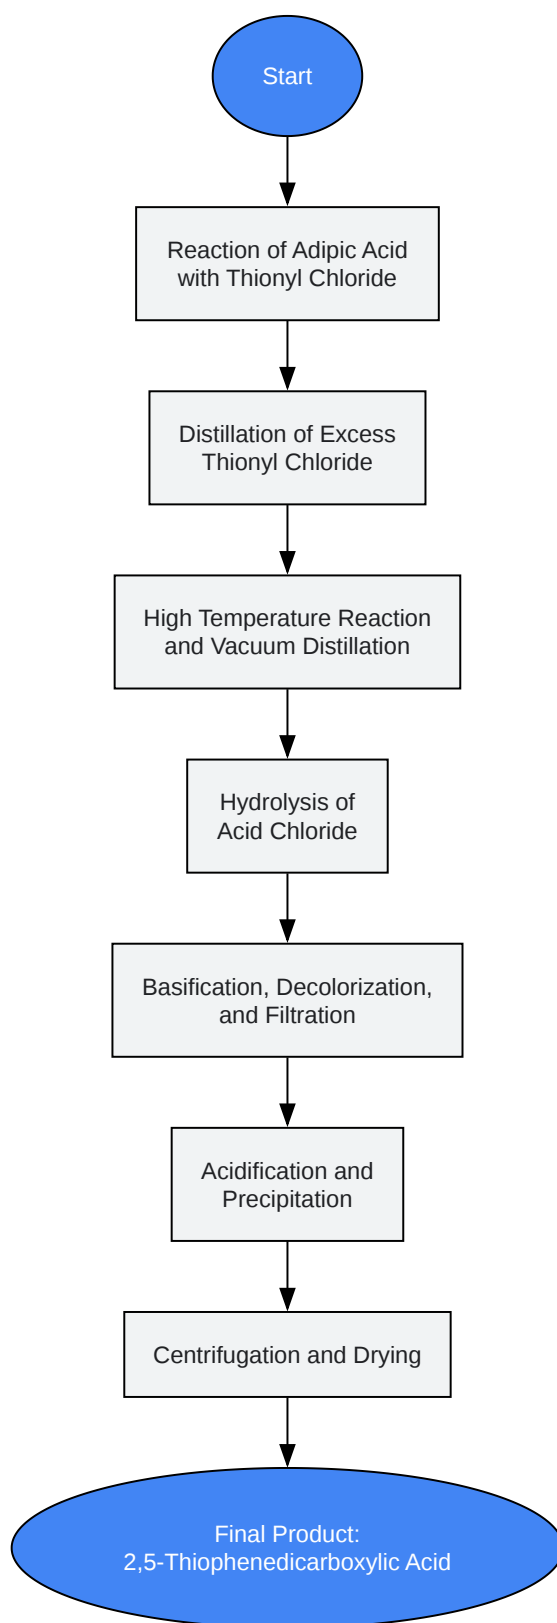 Start
Reaction of Adipic Acid
with Thionyl Chloride
Distillation of Excess
Thionyl Chloride
High Temperature Reaction
and Vacuum Distillation
Hydrolysis of
Acid Chloride
Basification, Decolorization,
and Filtration
Acidification and
Precipitation
Centrifugation and Drying
Final Product:
2,5-Thiophenedicarboxylic Acid